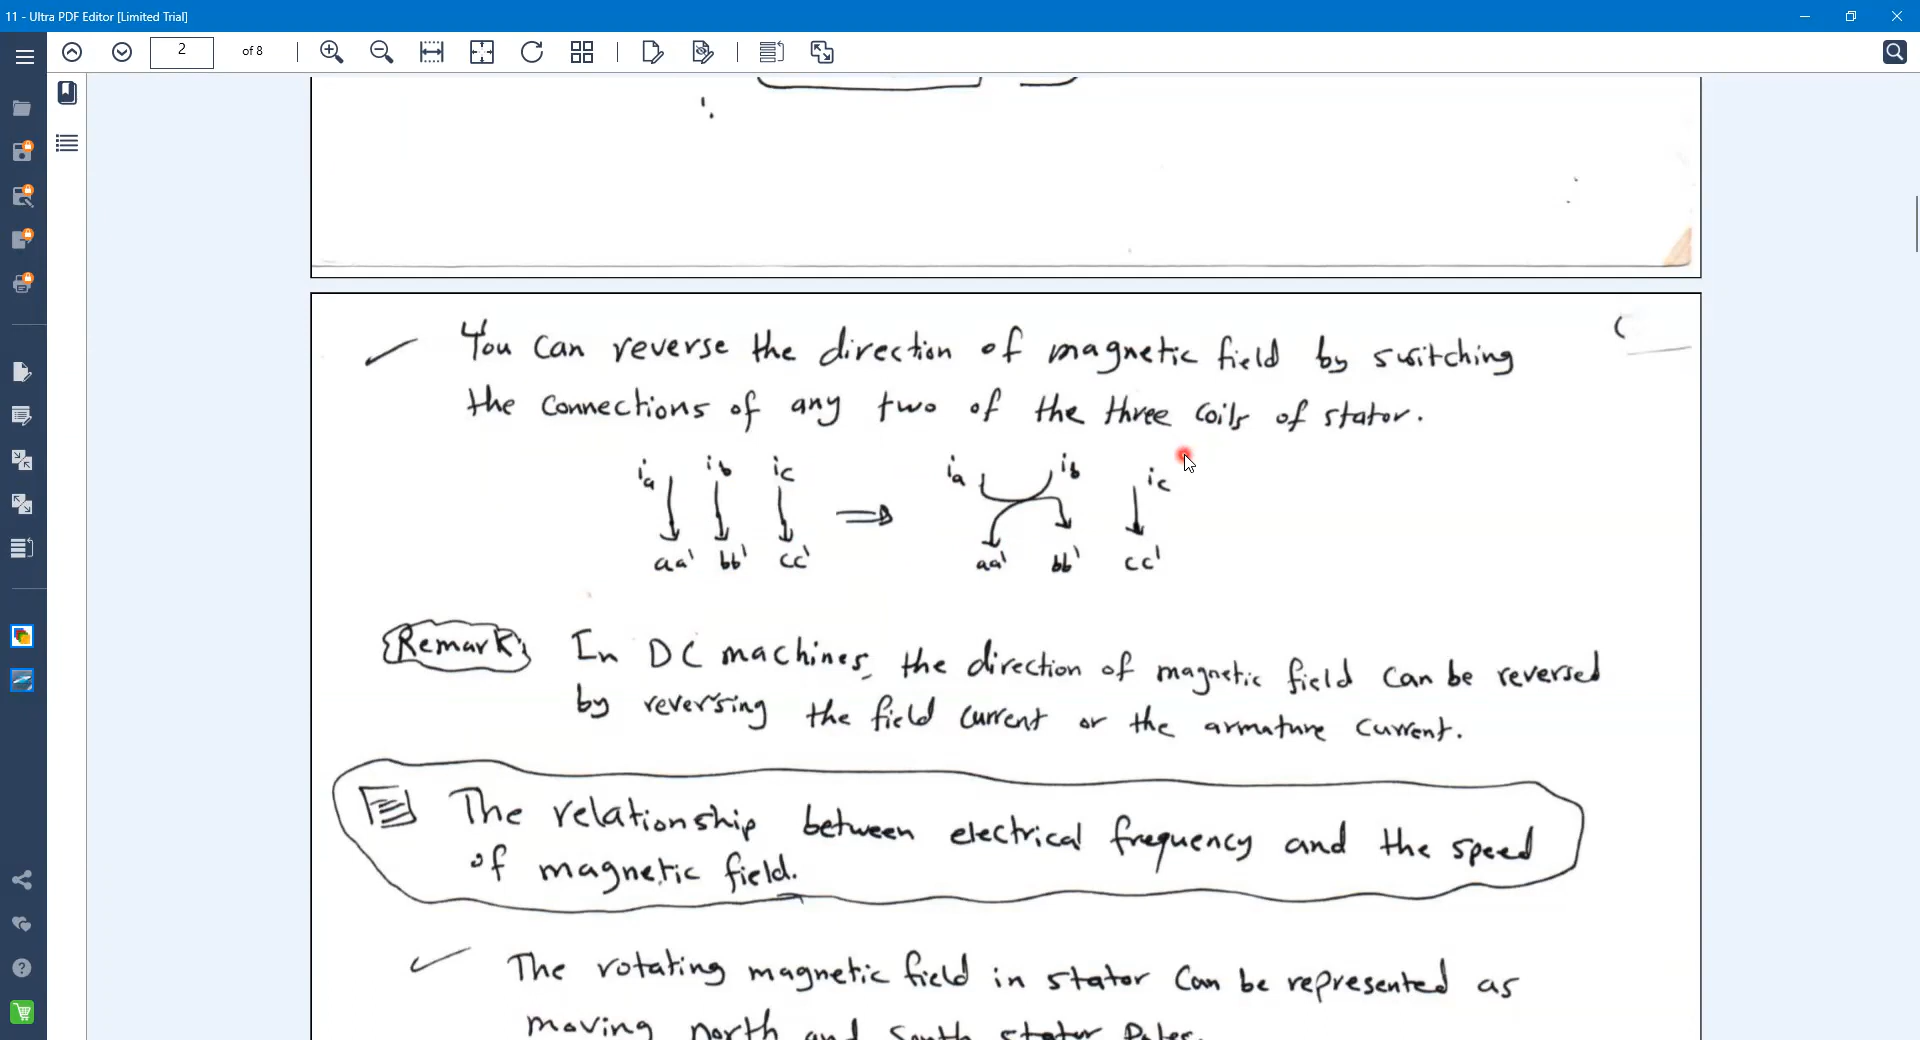 11 - Ultra PDF Editor [Limited Trial]
2 of 8
You can reverse the direction of magnetic field by switching
the connections of any two of the three coils of stator.
ia ib ic ia ib ic
aa' bb' cc' aa' bb' cc'
Remark In DC machines, the direction of magnetic field can be reversed
by reversing the field current or the armature current.
The relationship between electrical frequency and the speed
of magnetic field.
The rotating magnetic field in stator can be represented as
moving north and south stator Poles.